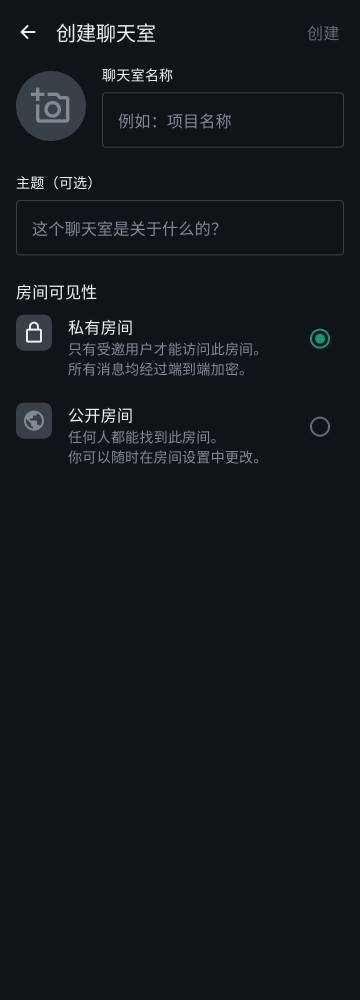 创建聊天室
创建
聊天室名称
例如：项目名称
主题（可选）
这个聊天室是关于什么的？
房间可见性
私有房间
只有受邀用户才能访问此房间。
所有消息均经过端到端加密。
公开房间
任何人都能找到此房间。
你可以随时在房间设置中更改。